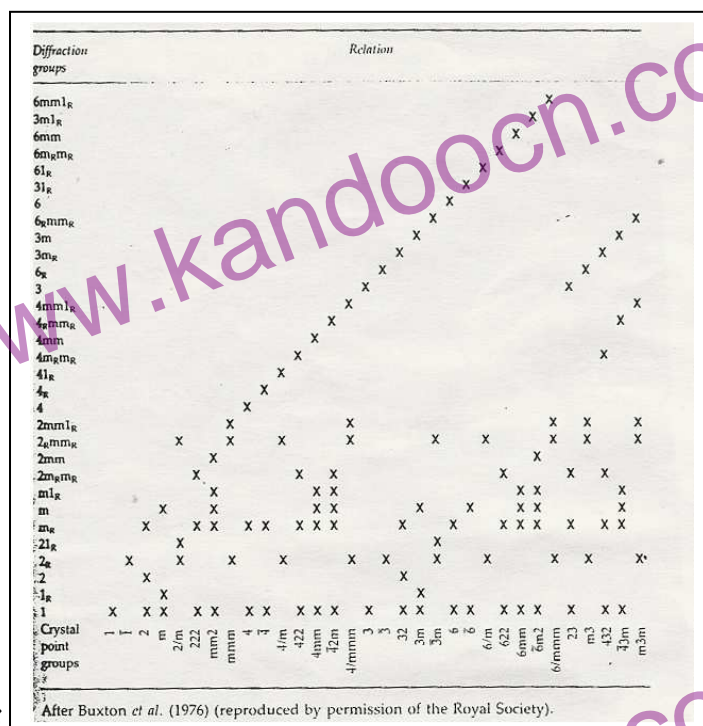 Diffraction groups Relation
6mm1R X
3m1R X
6mm X
6mRmR X
61R X
31R X
6 X
6RmmR X X
3m X X
3mR X X
6R X X
3 X X
4mm1R X X
4RmmR X X
4mm X
4mRmR X X
41R X
4R X
4 X
2mm1R X X X X X
2RmmR X X X X X X X X X
2mm X X
2mRmR X X X X X X
m1R X X X X X X
m X X X X X X X X X
mR X X X X X X X X X X X X X X X X
21R X X
2R X X X X X X X X X X X
2 X X
1R X X
1 X X X X X X X X X X X X X X X X X X X X X
Crystal point groups 1 1̄ 2 m 2/m 222 mm2 mmm 4 4̄ 4/m 422 4mm 4̄2m 4/mmm 3 3̄ 32 3m 3̄m 6 6̄ 6/m 622 6mm 6̄m2 6/mmm 23 m3 432 4̄3m m3m
After Buxton et al. (1976) (reproduced by permission of the Royal Society).
www.kandoocn.co